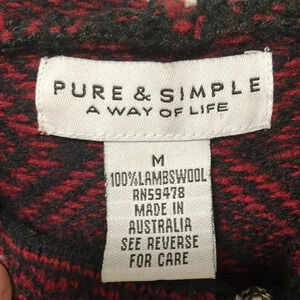 PURE & SIMPLE
A WAY OF LIFE
M
100%LAMBSWOOL
RN59478
MADE IN
AUSTRALIA
SEE REVERSE
FOR CARE